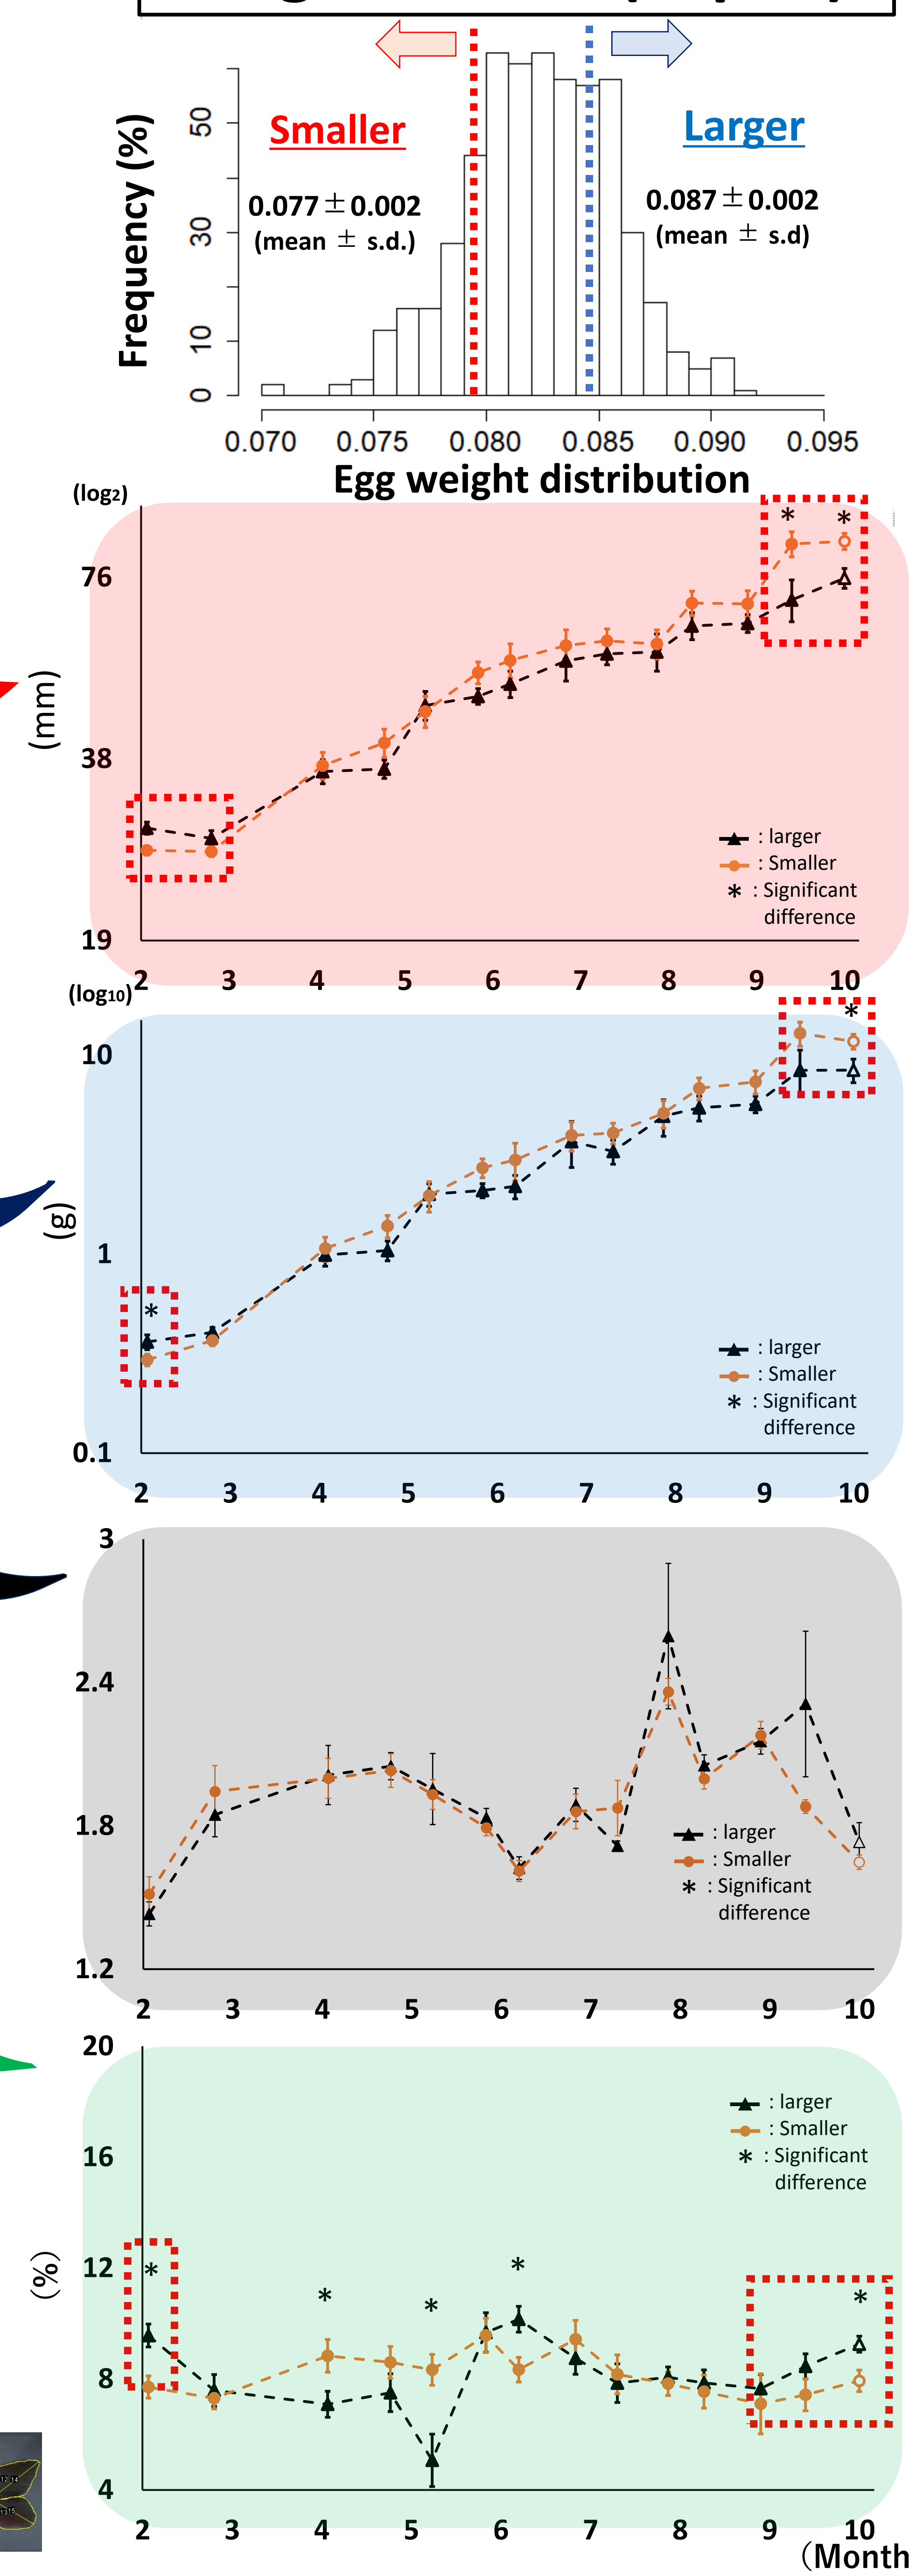 Frequency (%)
50
30
10
0
Smaller
0.077±0.002
(mean ± s.d.)
Larger
0.087±0.002
(mean ± s.d)
0.070 0.075 0.080 0.085 0.090 0.095
Egg weight distribution
(log2)
(mm)
76
38
19
* *
: larger
: Smaller
* : Significant
difference
2 3 4 5 6 7 8 9 10
(log10)
(g)
10
1
0.1
*
*
: larger
: Smaller
* : Significant
difference
2 3 4 5 6 7 8 9 10
3
2.4
1.8
1.2
: larger
: Smaller
* : Significant
difference
2 3 4 5 6 7 8 9 10
(%)
20
16
12
8
4
: larger
: Smaller
* : Significant
difference
* * * * *
2 3 4 5 6 7 8 9 10
(Month